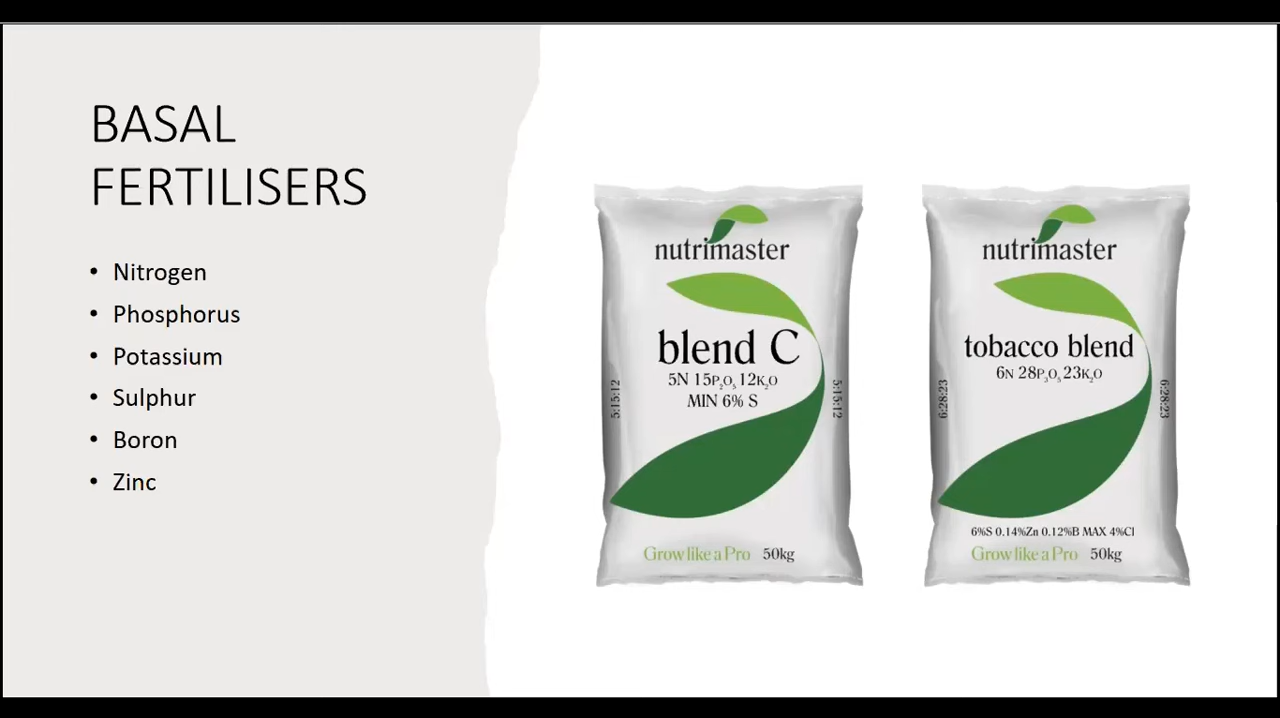 BASAL
FERTILISERS
• Nitrogen
• Phosphorus
• Potassium
• Sulphur
• Boron
• Zinc
nutrimaster
blend C
5N 15P₂O₅ 12K₂O
MIN 6% S
5:15:12
5:15:12
Grow like a Pro 50kg
nutrimaster
tobacco blend
6N 28P₂O₅ 23K₂O
6:28:23
6:28:23
6%S 0.14%Zn 0.12%B MAX 4%Cl
Grow like a Pro 50kg